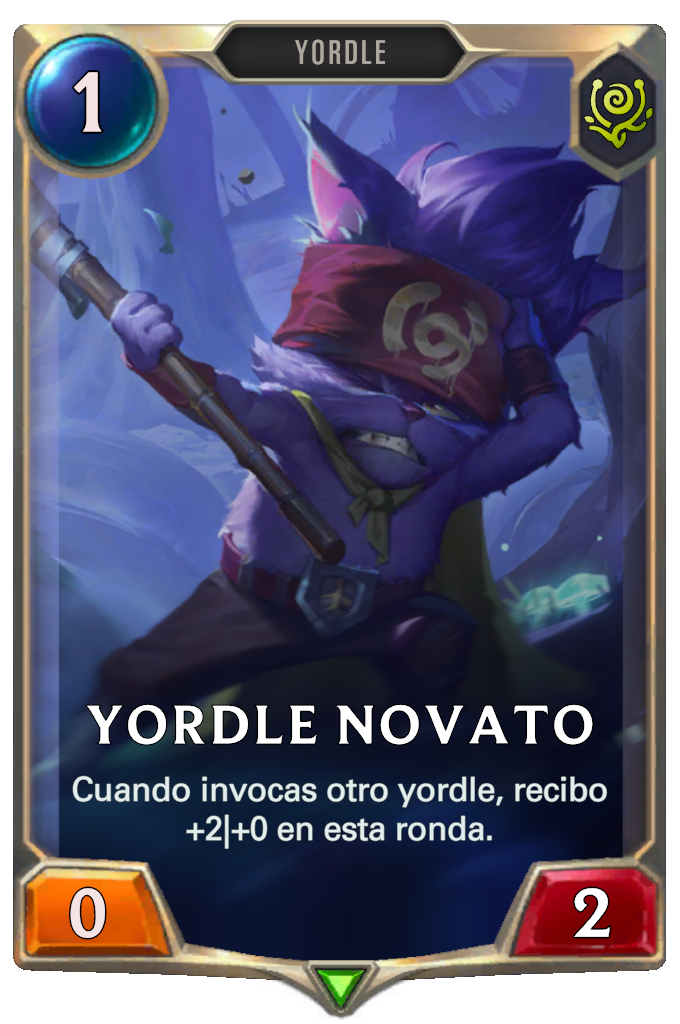 YORDLE
1
YORDLE NOVATO
Cuando invocas otro yordle, recibo
+2|+0 en esta ronda.
0
2